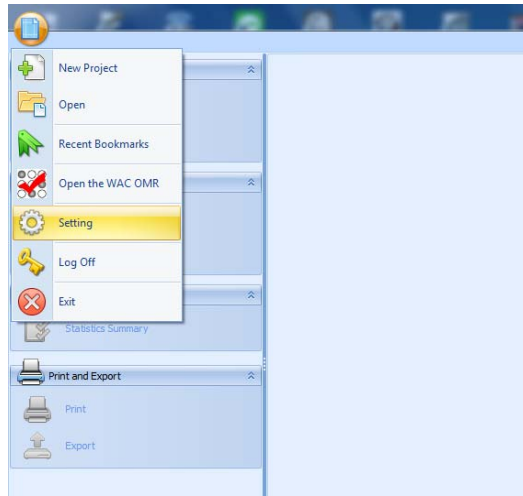 New Project
Open
Recent Bookmarks
Open the WAC OMR
Setting
Log Off
Exit
Statistics Summary
Print and Export
Print
Export